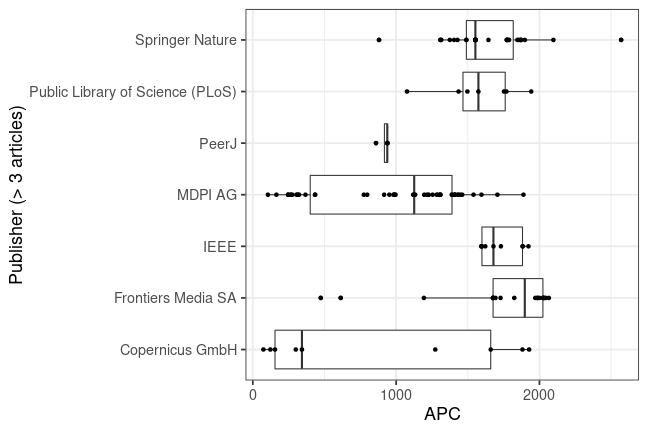 Publisher (> 3 articles)
Springer Nature
Public Library of Science (PLoS)
PeerJ
MDPI AG
IEEE
Frontiers Media SA
Copernicus GmbH
0 1000 2000
APC